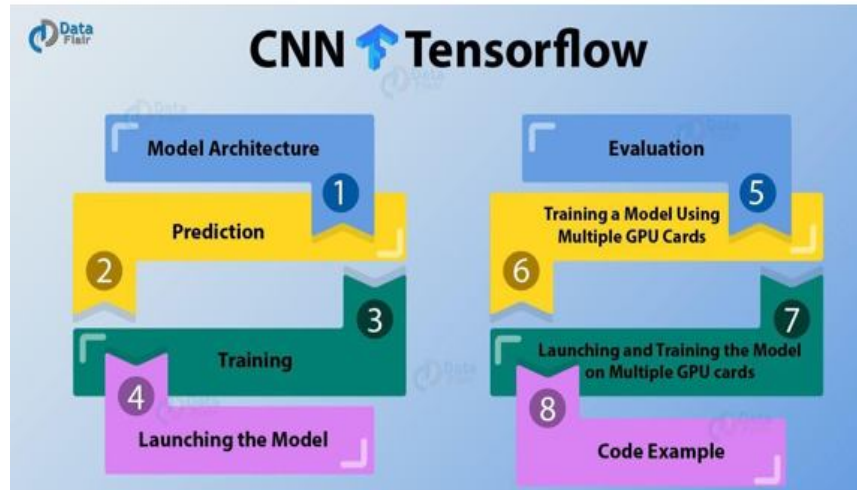 Data
Flair
CNN Tensorflow
Model Architecture
1
Prediction
2
3
Training
4
Launching the Model
Evaluation
5
Training a Model Using
Multiple GPU Cards
6
7
Launching and Training the Model
on Multiple GPU cards
8
Code Example